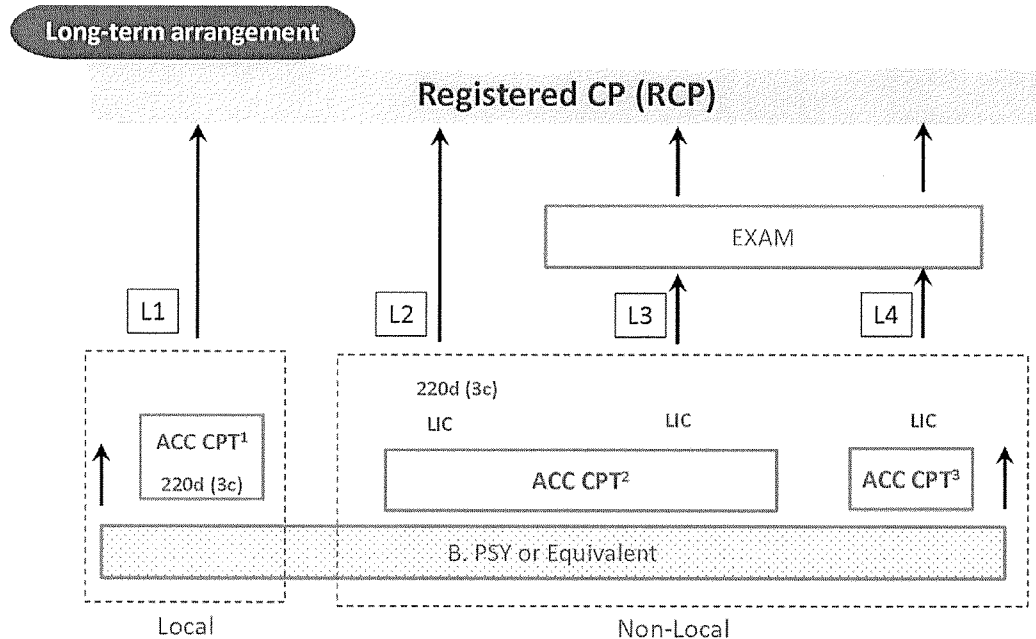 Long-term arrangement
Registered CP (RCP)
EXAM
L1
L2
L3
L4
220d (3c)
LIC
LIC
LIC
ACC CPT¹
220d (3c)
ACC CPT²
ACC CPT³
B. PSY or Equivalent
Local
Non-Local